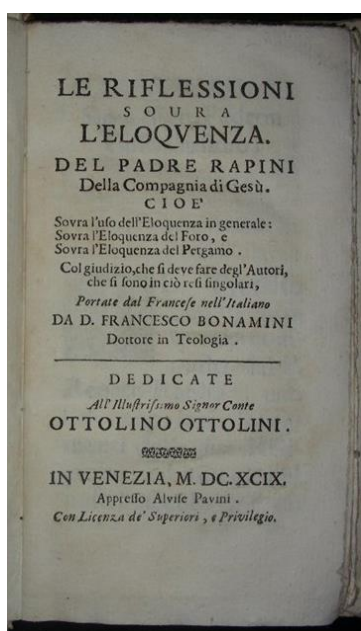 LE RIFLESSIONI
SOURA
L'ELOQVENZA.
DEL PADRE RAPINI
Della Compagnia di Gesù.
CIOE'
Sovra l'uso dell'Eloquenza in generale:
Sovra l'Eloquenza del Foro, e
Sovra l'Eloquenza del Pergamo.
Col giudizio, che si deve fare degl'Autori,
che si sono in ciò resi singolari,
Portate dal Francese nell'Italiano
DA D. FRANCESCO BONAMINI
Dottore in Teologia.
DEDICATE
All'Illustrissimo Signor Conte
OTTOLINO OTTOLINI.
IN VENEZIA, M. DC. XCIX.
Appresso Alvise Pavini.
Con Licenza de' Superiori, e Privilegio.